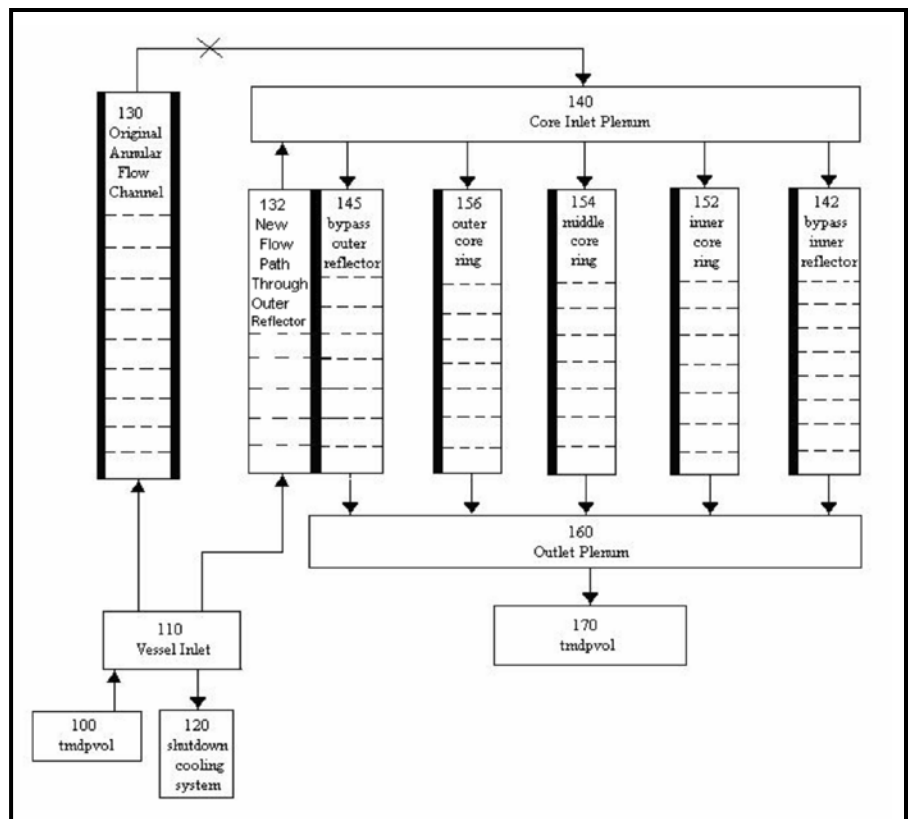 130
Original
Annular
Flow
Channel
140
Core Inlet Plenum
132
New
Flow
Path
Through
Outer
Reflector
145
bypass
outer
reflector
156
outer
core
ring
154
middle
core
ring
152
inner
core
ring
142
bypass
inner
reflector
160
Outlet Plenum
110
Vessel Inlet
170
tmdpvol
100
tmdpvol
120
shutdown
cooling
system